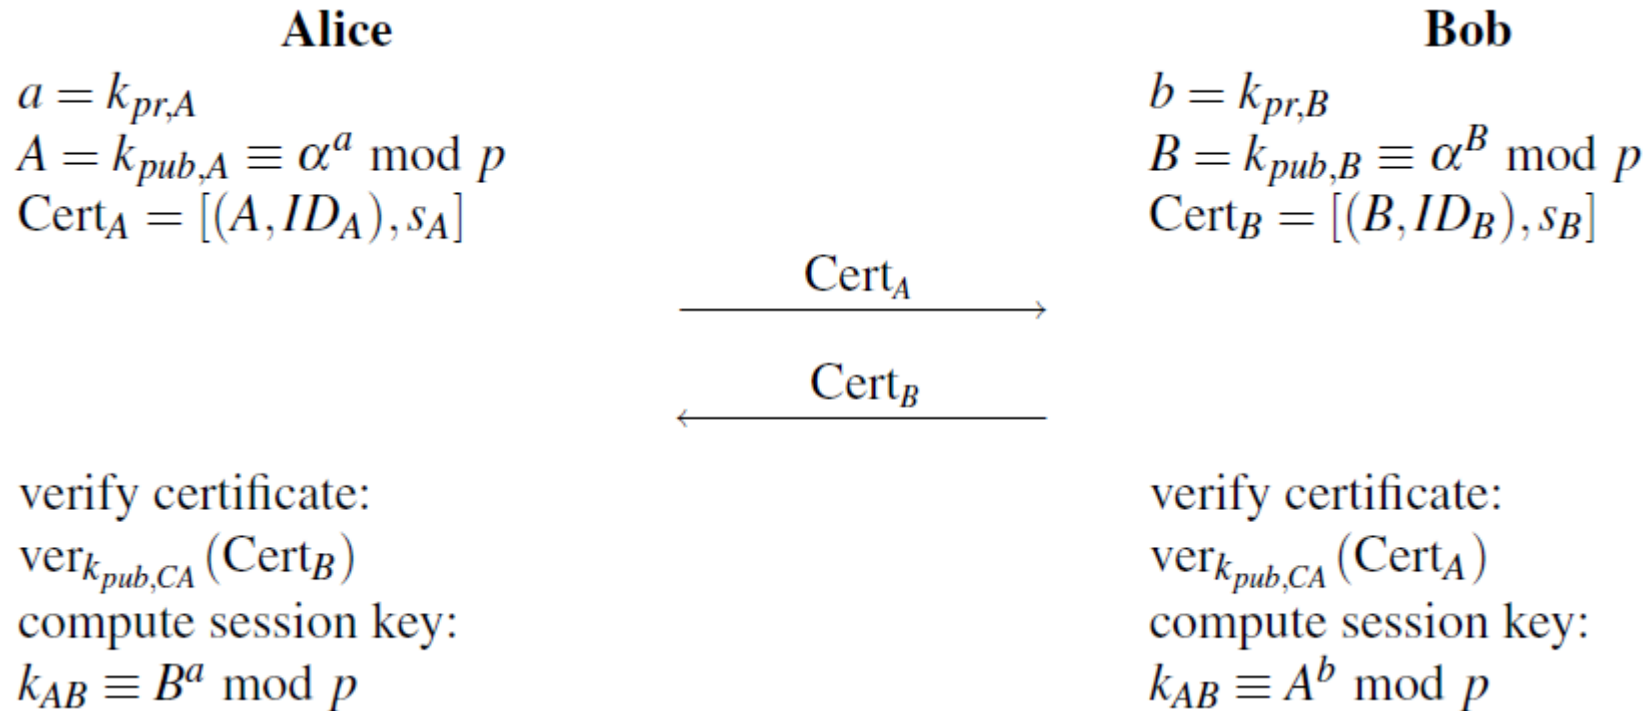 Alice
a = k_{pr,A}
A = k_{pub,A} ≡ α^a mod p
Cert_A = [(A, ID_A), s_A]
Bob
b = k_{pr,B}
B = k_{pub,B} ≡ α^B mod p
Cert_B = [(B, ID_B), s_B]
Cert_A
Cert_B
verify certificate:
ver_{k_{pub,CA}} (Cert_B)
compute session key:
k_{AB} ≡ B^a mod p
verify certificate:
ver_{k_{pub,CA}} (Cert_A)
compute session key:
k_{AB} ≡ A^b mod p